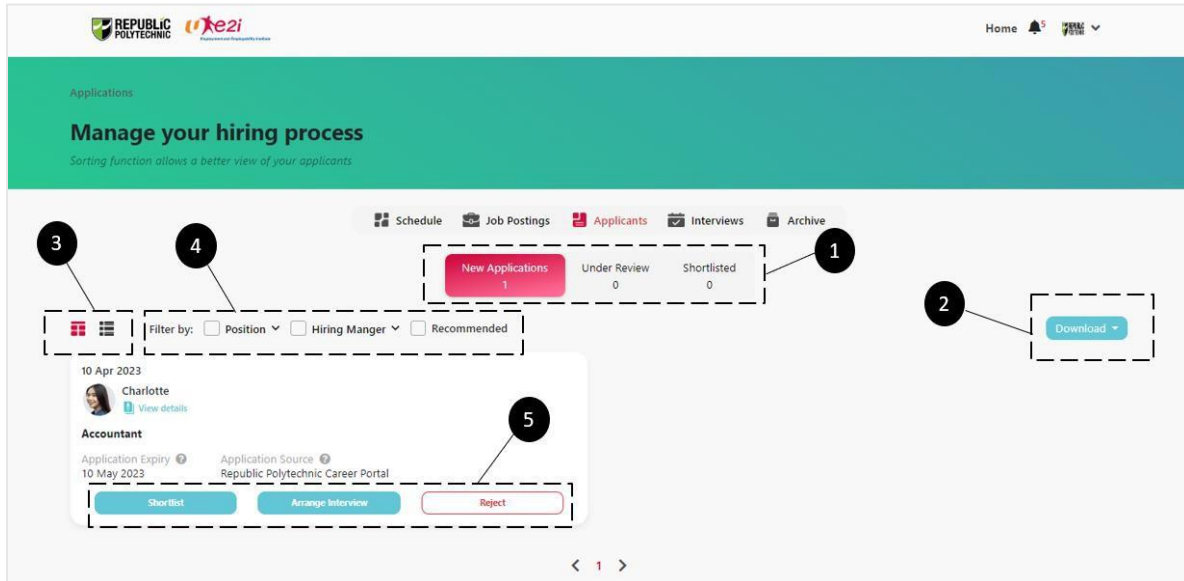 REPUBLIC
POLYTECHNIC
e2i
Home
5
Applications
Manage your hiring process
Sorting function allows a better view of your applicants
Schedule
Job Postings
Applicants
Interviews
Archive
3
4
1
New Applications
1
Under Review
0
Shortlisted
0
2
Filter by:
Position
Hiring Manger
Recommended
Download
10 Apr 2023
Charlotte
View details
5
Accountant
Application Expiry
Application Source
10 May 2023
Republic Polytechnic Career Portal
Shortlist
Arrange Interview
Reject
1